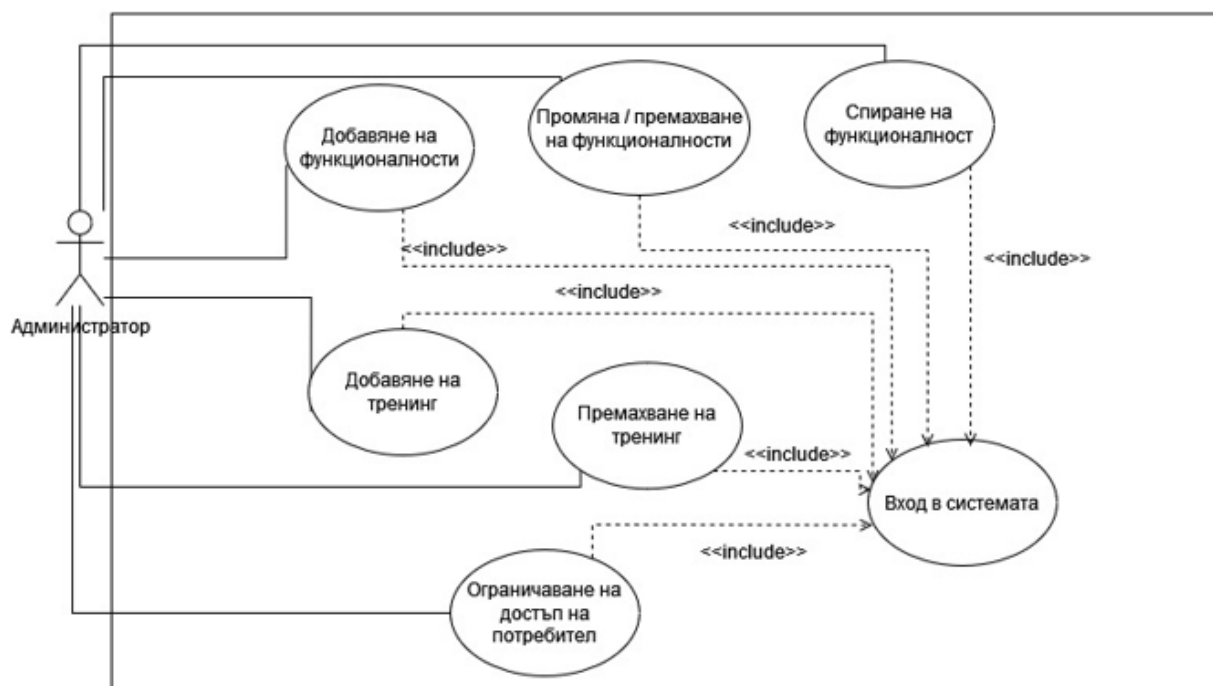 Добавяне на
функционалности
Промяна / премахване
на функционалности
Спиране на
функционалност
<<include>>
<<include>>
<<include>>
<<include>>
Администратор
Добавяне на
тренинг
Премахване на
тренинг
<<include>>
Вход в системата
<<include>>
Ограничаване на
достъп на
потребител